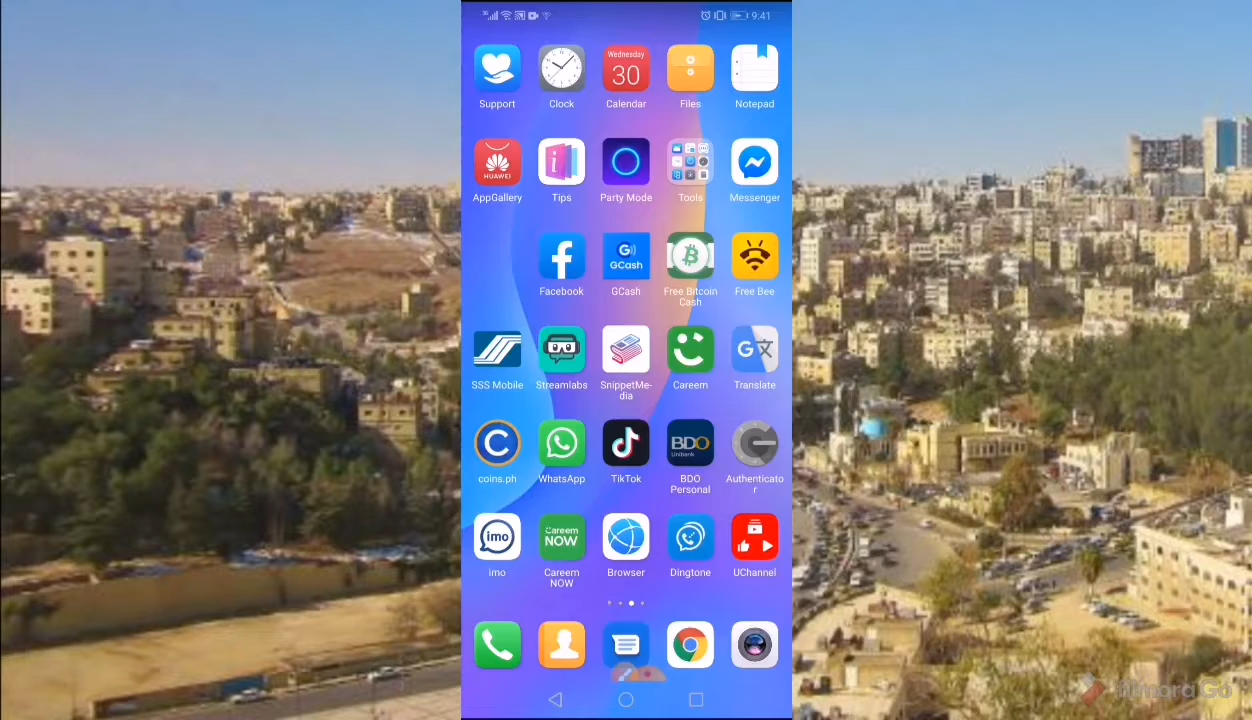 3G
9:41
Wednesday
30
Support
Clock
Calendar
Files
Notepad
HUAWEI
AppGallery
Tips
Party Mode
Tools
Messenger
GCash
Facebook
GCash
Free Bitcoin
Cash
Free Bee
SSS Mobile
Streamlabs
SnippetMe-
dia
Careem
Translate
BDO
Unibank
coins.ph
WhatsApp
TikTok
BDO
Personal
Authenticato
r
imo
Careem
NOW
imo
Careem
NOW
Browser
Dingtone
UChannel
filmora Go